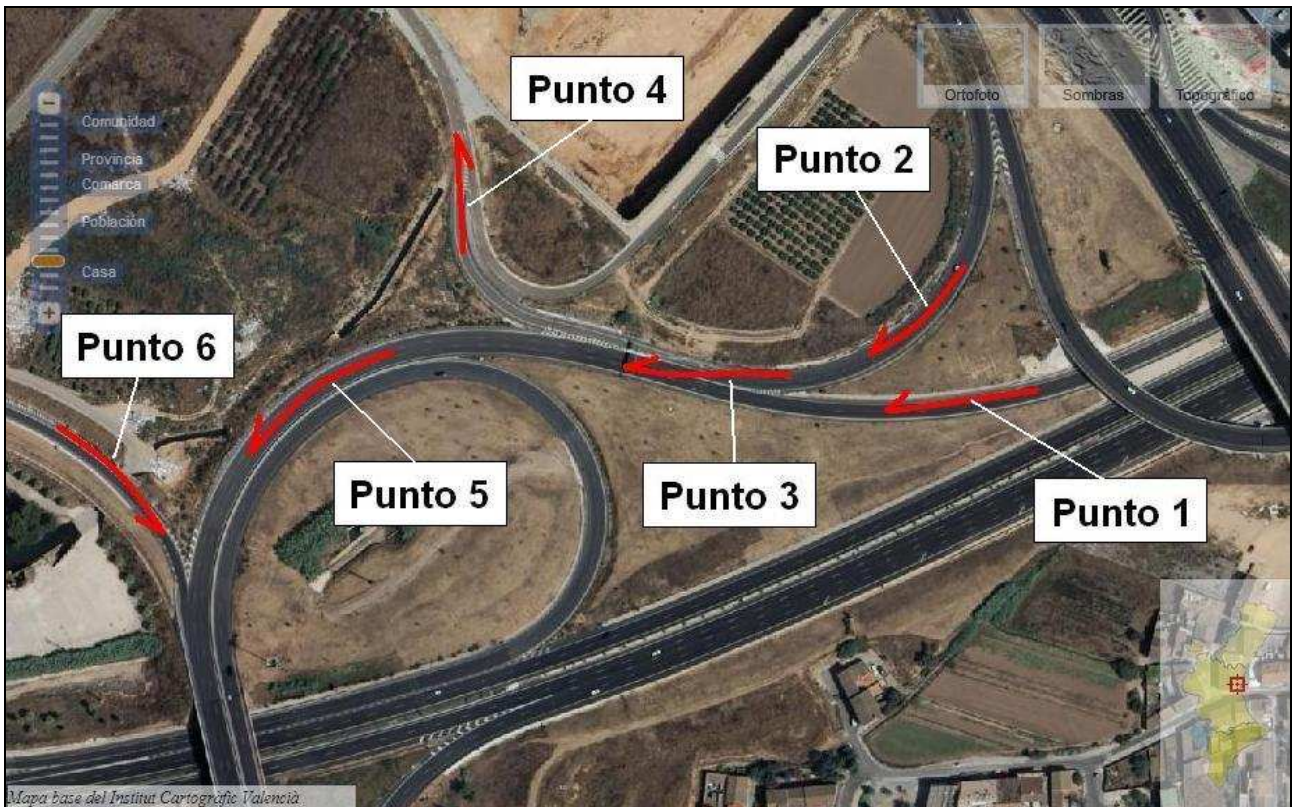 Punto 4
Punto 2
Ortofoto
Sombras
Topográfico
Comunidad
Provincia
Comarca
Población
Casa
Punto 6
Punto 5
Punto 3
Punto 1
Mapa base del Institut Cartogràfic Valencià